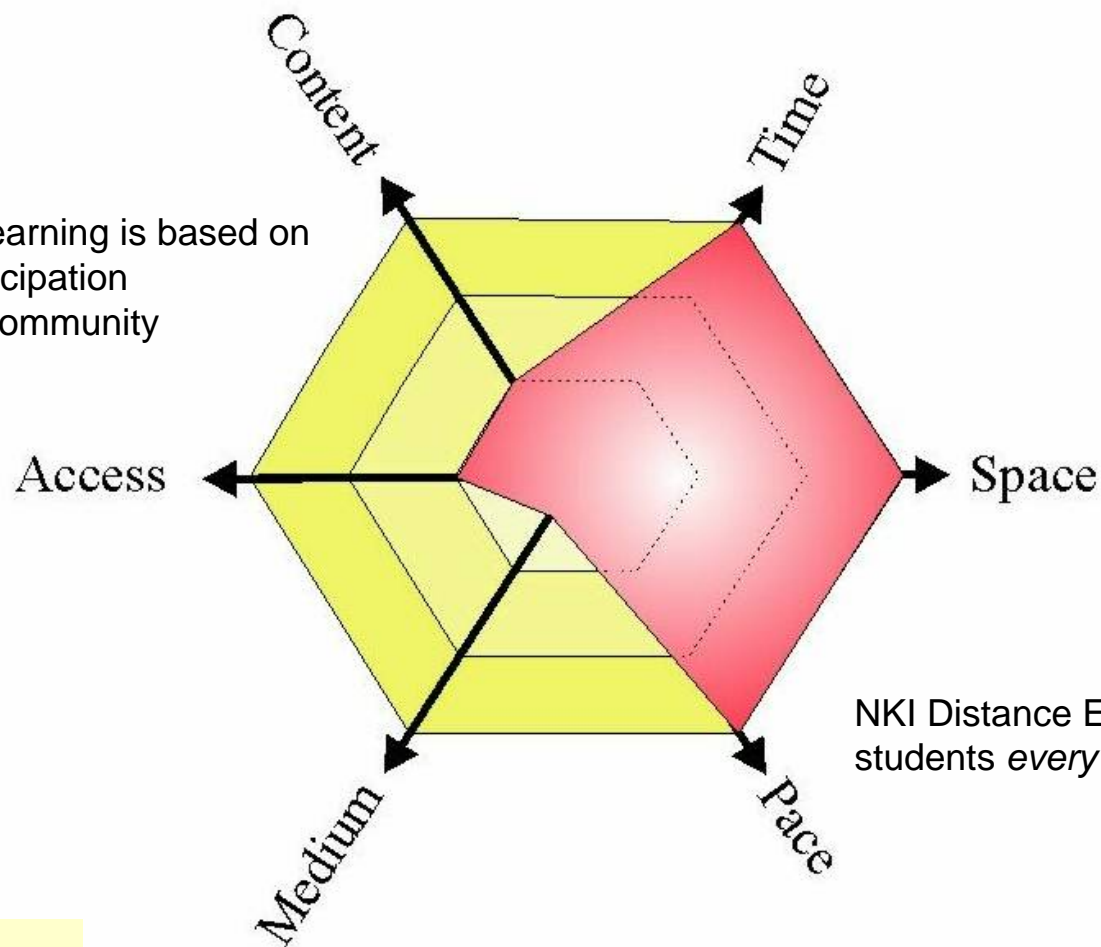 Content
Time
earning is based on
cipation
ommunity
Access
Space
NKI Distance E
students every
Medium
Pace